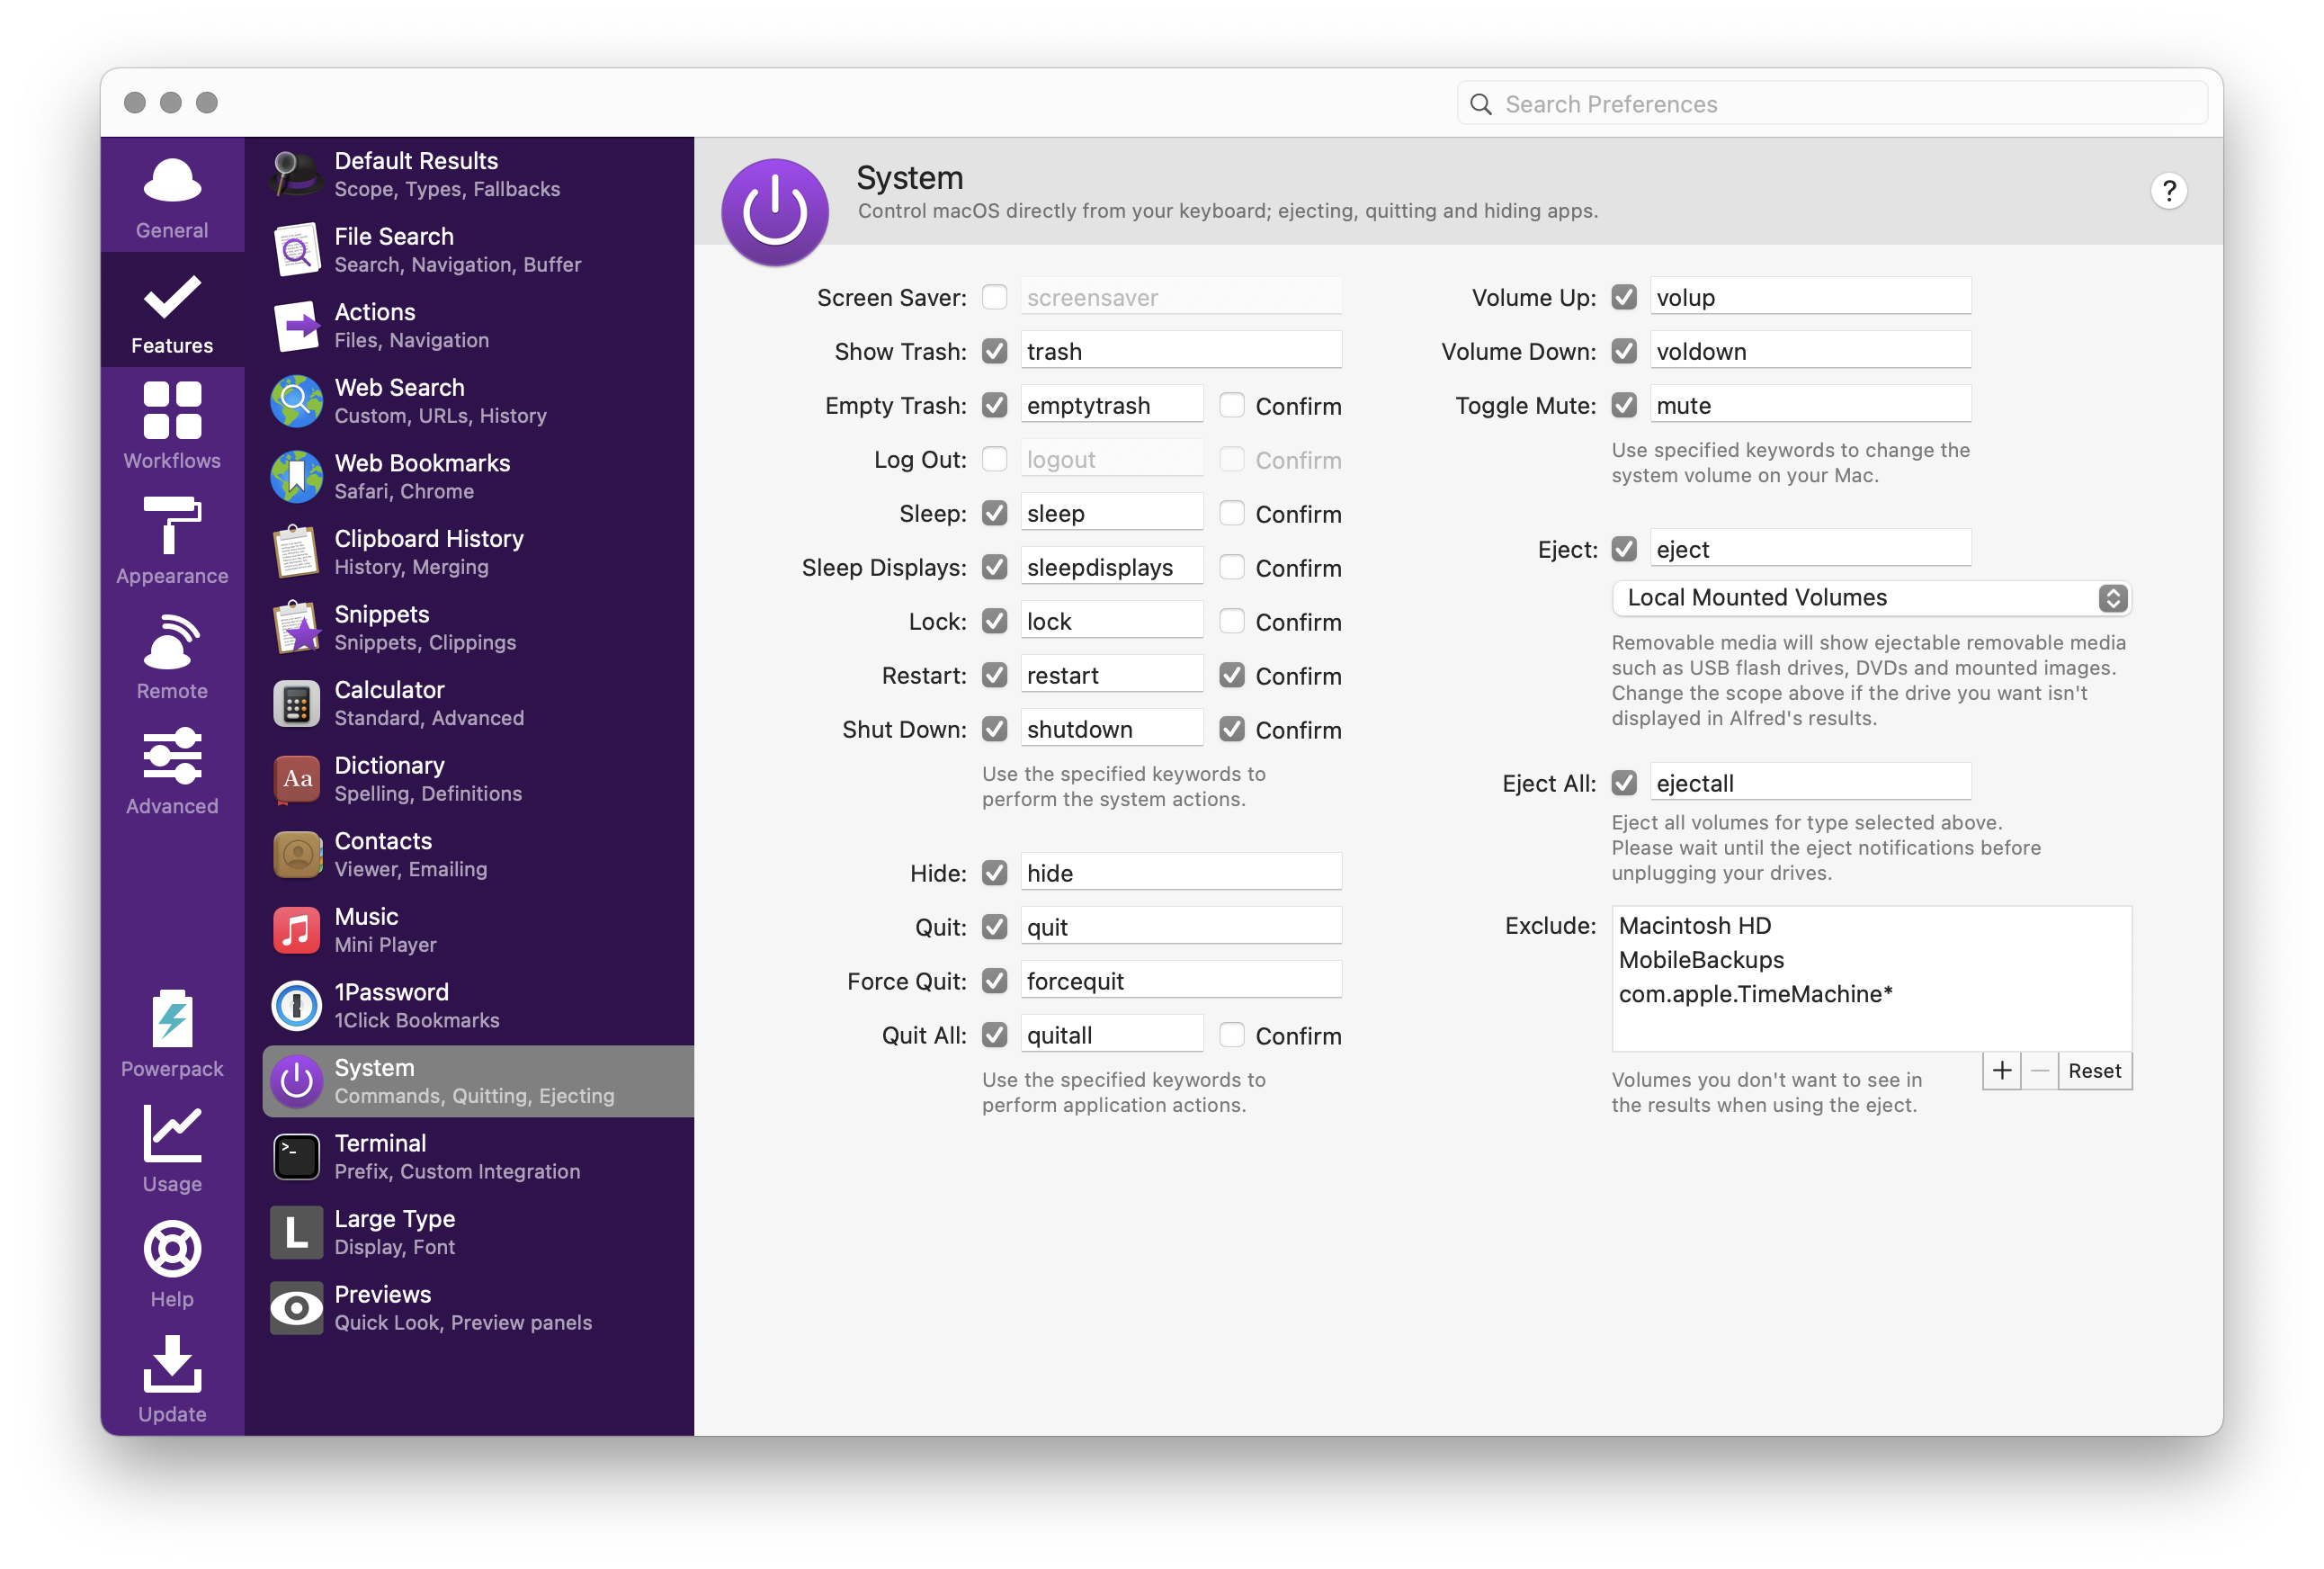 Search Preferences
General
Features
Workflows
Appearance
Remote
Advanced
Powerpack
Usage
Help
Update
Default Results
Scope, Types, Fallbacks
File Search
Search, Navigation, Buffer
Actions
Files, Navigation
Web Search
Custom, URLs, History
Web Bookmarks
Safari, Chrome
Clipboard History
History, Merging
Snippets
Snippets, Clippings
Calculator
Standard, Advanced
Aa
Dictionary
Spelling, Definitions
Contacts
Viewer, Emailing
Music
Mini Player
1Password
1Click Bookmarks
System
Commands, Quitting, Ejecting
>_
Terminal
Prefix, Custom Integration
L
Large Type
Display, Font
Previews
Quick Look, Preview panels
System
Control macOS directly from your keyboard; ejecting, quitting and hiding apps.
?
Screen Saver: screensaver
Show Trash: trash
Empty Trash: emptytrash Confirm
Log Out: logout Confirm
Sleep: sleep Confirm
Sleep Displays: sleepdisplays Confirm
Lock: lock Confirm
Restart: restart Confirm
Shut Down: shutdown Confirm
Use the specified keywords to
perform the system actions.
Hide: hide
Quit: quit
Force Quit: forcequit
Quit All: quitall Confirm
Use the specified keywords to
perform application actions.
Volume Up: volup
Volume Down: voldown
Toggle Mute: mute
Use specified keywords to change the
system volume on your Mac.
Eject: eject
Local Mounted Volumes
Removable media will show ejectable removable media
such as USB flash drives, DVDs and mounted images.
Change the scope above if the drive you want isn't
displayed in Alfred's results.
Eject All: ejectall
Eject all volumes for type selected above.
Please wait until the eject notifications before
unplugging your drives.
Exclude: Macintosh HD
MobileBackups
com.apple.TimeMachine*
+ − Reset
Volumes you don't want to see in
the results when using the eject.